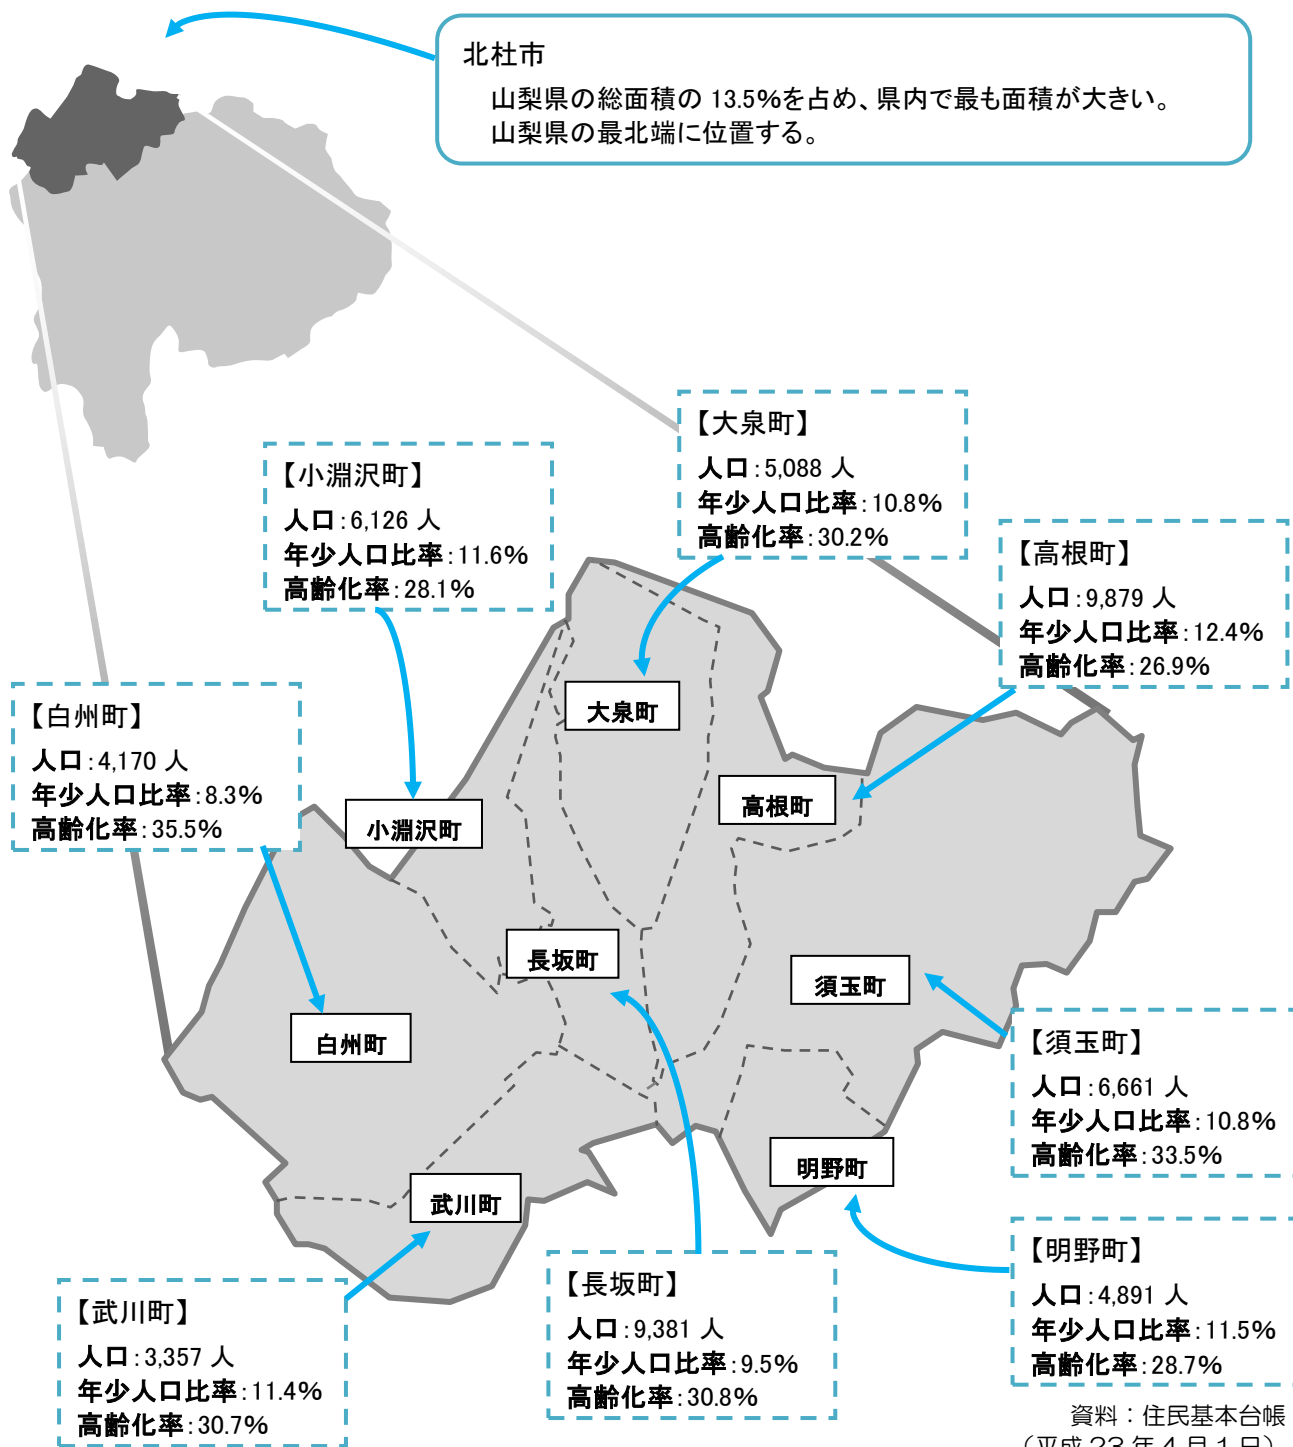 北杜市
山梨県の総面積の 13.5%を占め、県内で最も面積が大きい。
山梨県の最北端に位置する。
【大泉町】
人口：5,088 人
年少人口比率：10.8%
高齢化率：30.2%
【小淵沢町】
人口：6,126 人
年少人口比率：11.6%
高齢化率：28.1%
【高根町】
人口：9,879 人
年少人口比率：12.4%
高齢化率：26.9%
【白州町】
人口：4,170 人
年少人口比率：8.3%
高齢化率：35.5%
大泉町
高根町
小淵沢町
長坂町
須玉町
白州町
明野町
武川町
【須玉町】
人口：6,661 人
年少人口比率：10.8%
高齢化率：33.5%
【明野町】
人口：4,891 人
年少人口比率：11.5%
高齢化率：28.7%
【長坂町】
人口：9,381 人
年少人口比率：9.5%
高齢化率：30.8%
【武川町】
人口：3,357 人
年少人口比率：11.4%
高齢化率：30.7%
資料：住民基本台帳
（平成 23 年 4 月 1 日）